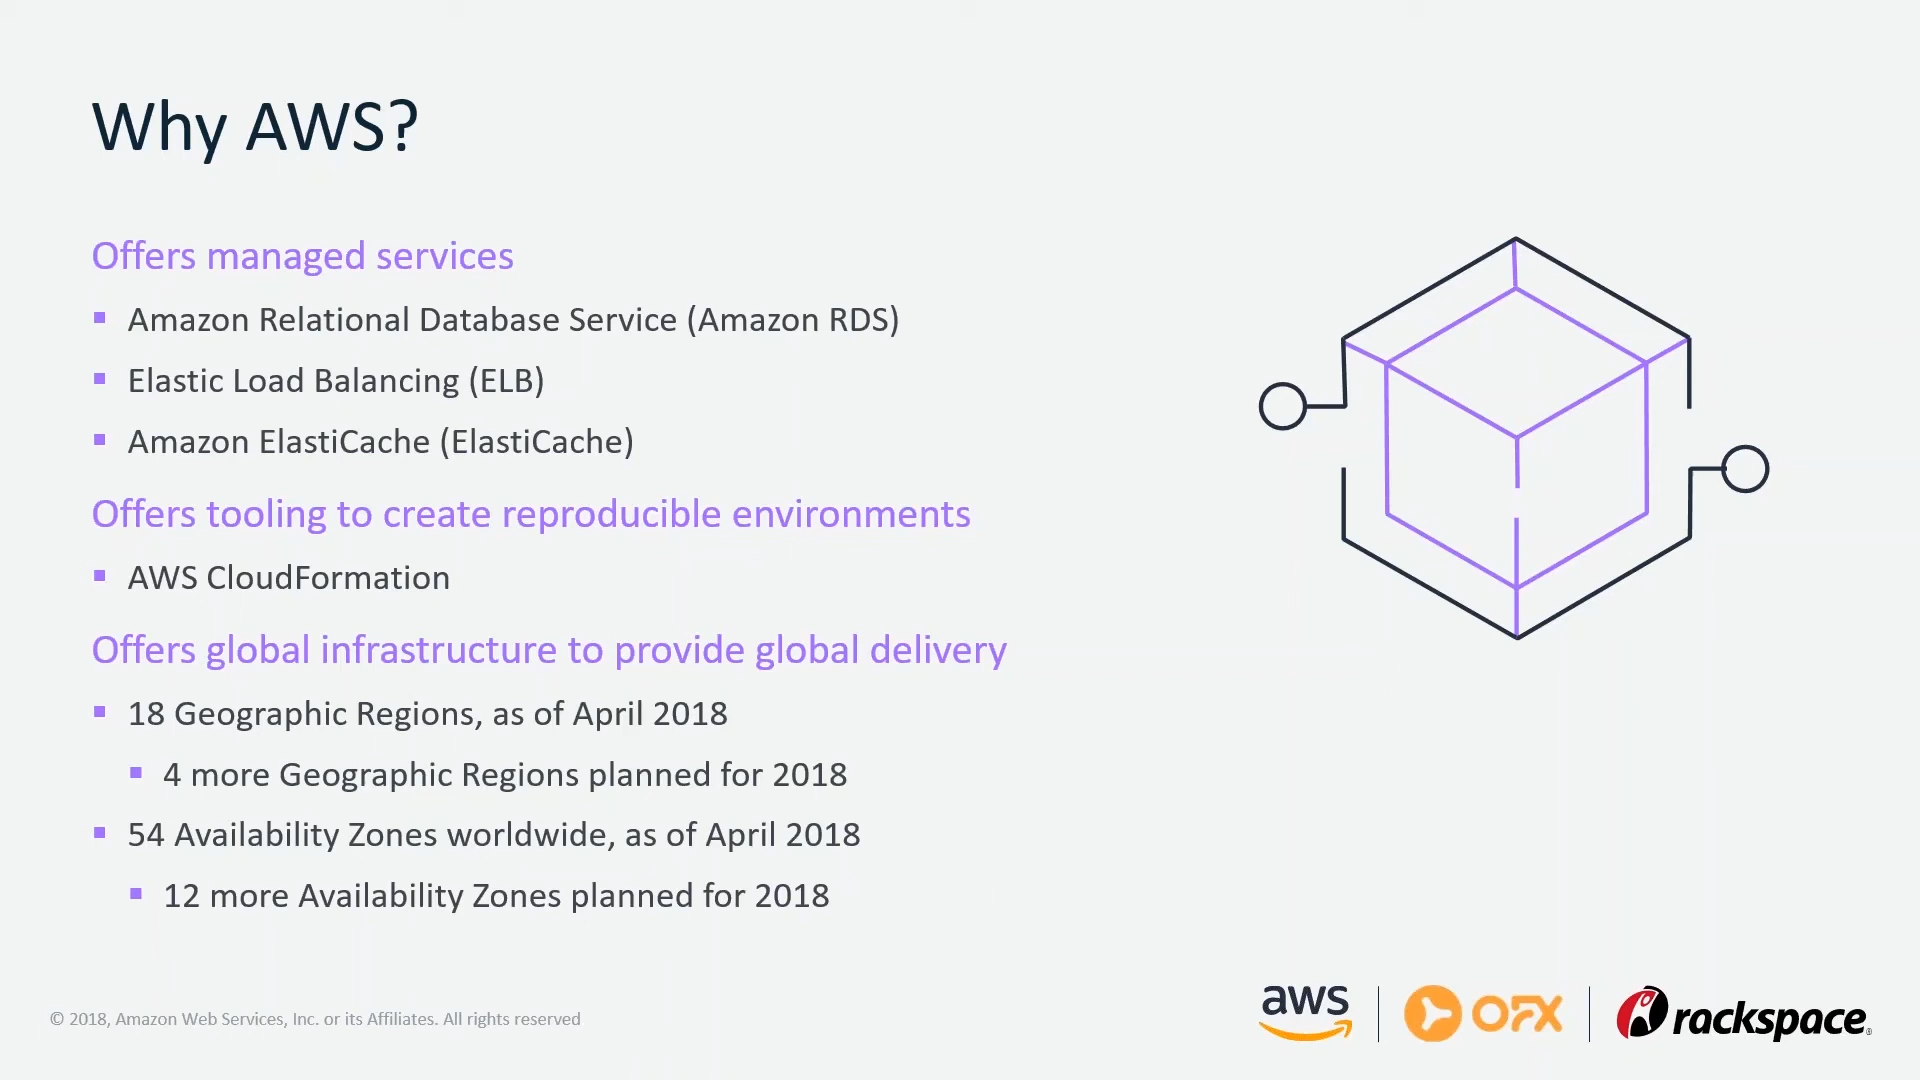 Why AWS?
Offers managed services
Amazon Relational Database Service (Amazon RDS)
Elastic Load Balancing (ELB)
Amazon ElastiCache (ElastiCache)
Offers tooling to create reproducible environments
AWS CloudFormation
Offers global infrastructure to provide global delivery
18 Geographic Regions, as of April 2018
4 more Geographic Regions planned for 2018
54 Availability Zones worldwide, as of April 2018
12 more Availability Zones planned for 2018
© 2018, Amazon Web Services, Inc. or its Affiliates. All rights reserved
aws
OFX
rackspace®